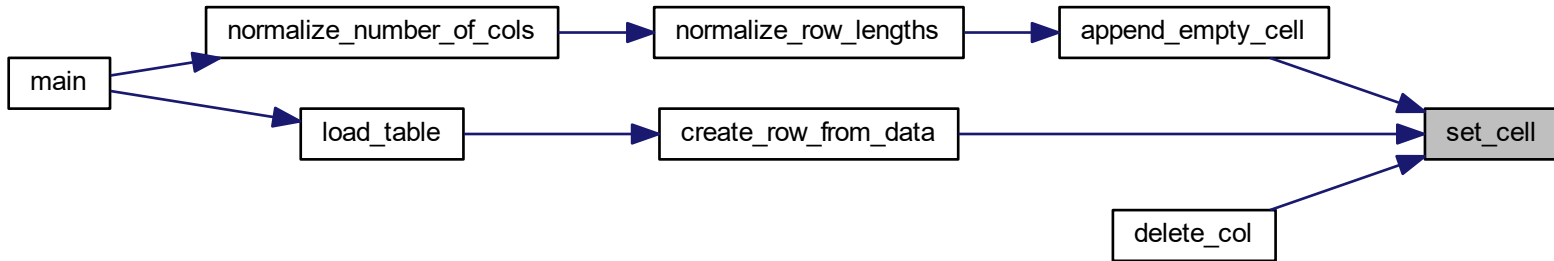 normalize_number_of_cols
normalize_row_lengths
append_empty_cell
main
load_table
create_row_from_data
set_cell
delete_col